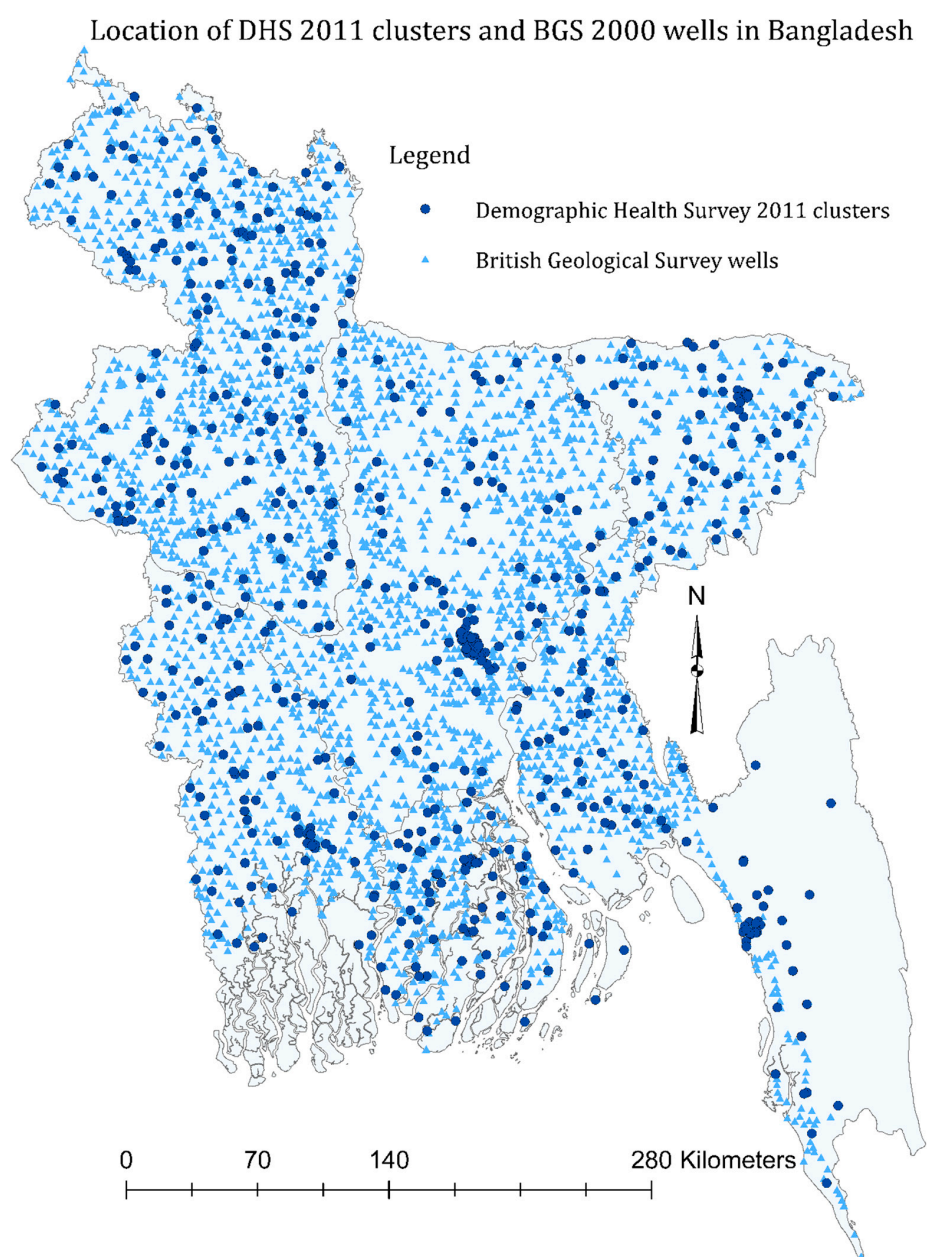 Location of DHS 2011 clusters and BGS 2000 wells in Bangladesh
Legend
Demographic Health Survey 2011 clusters
British Geological Survey wells
N
0 70 140 280 Kilometers